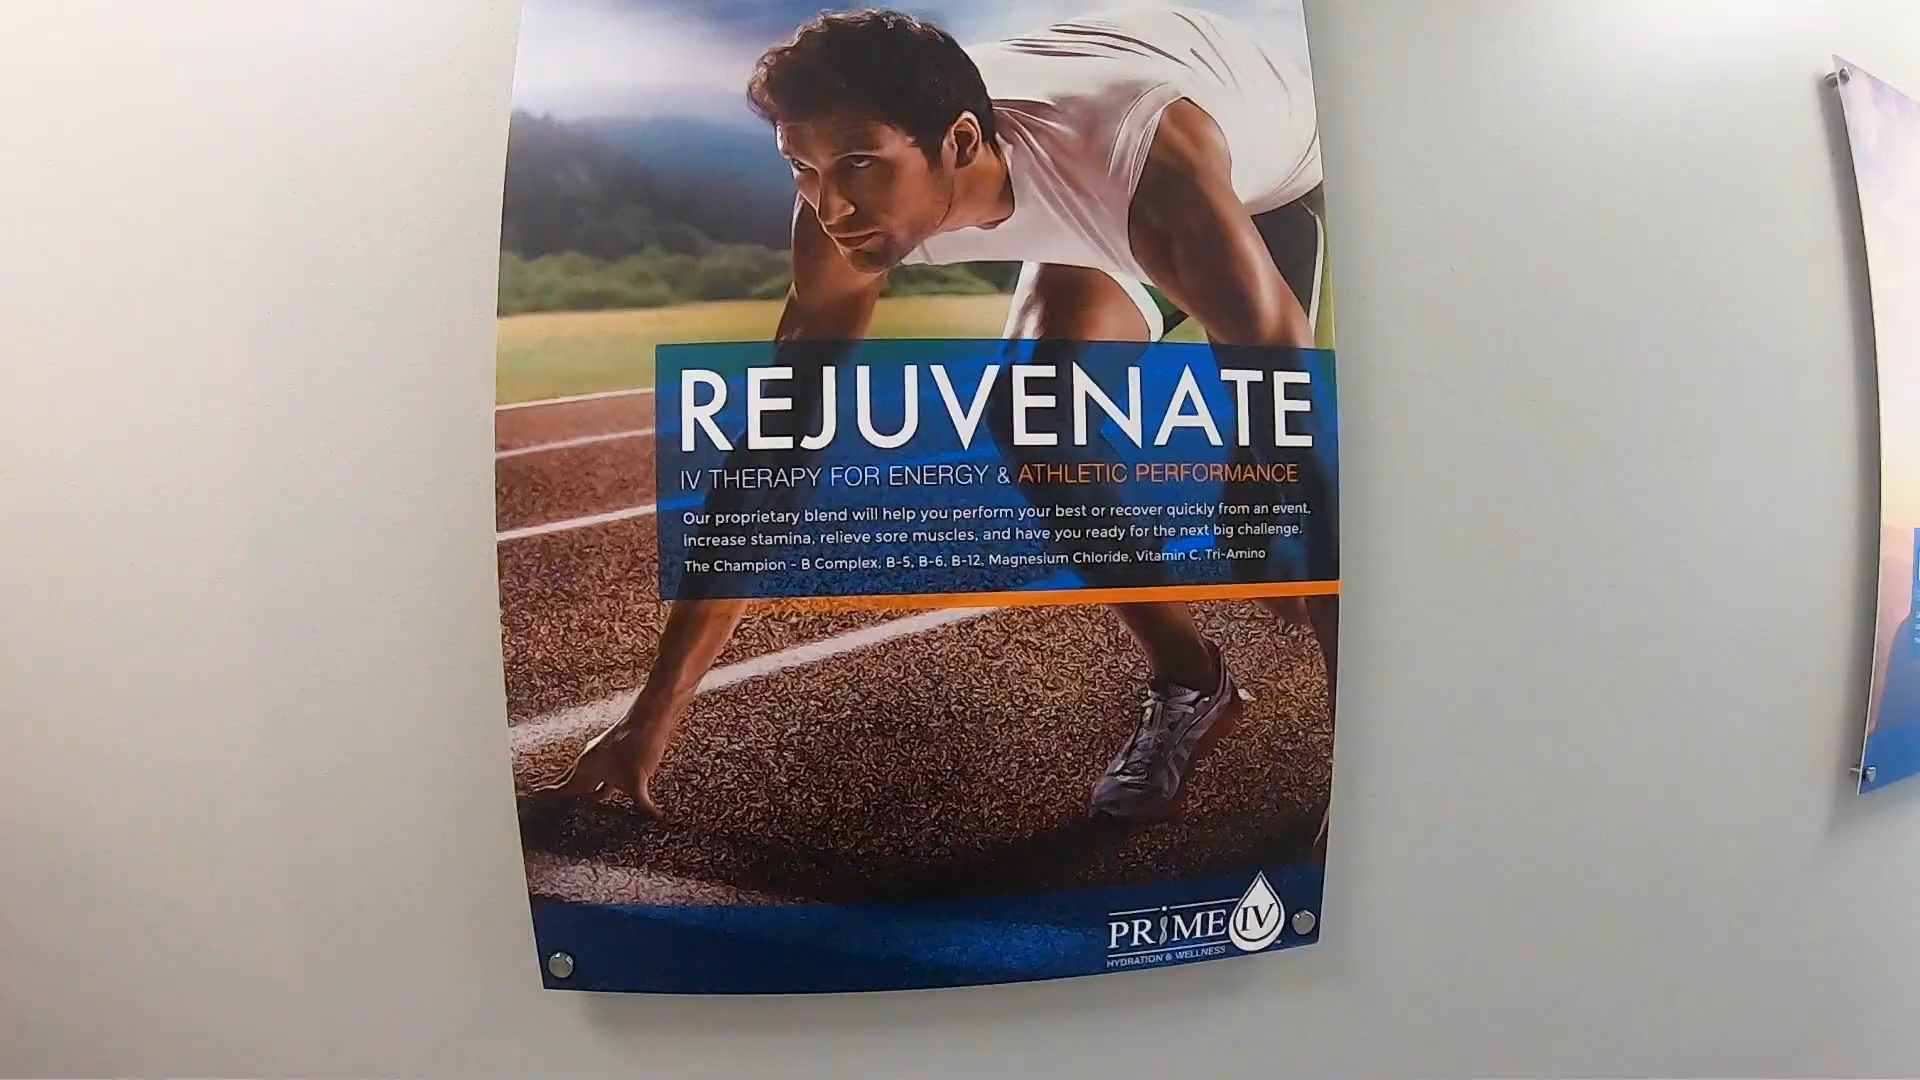 REJUVENATE
IV THERAPY FOR ENERGY & ATHLETIC PERFORMANCE
Our proprietary blend will help you perform your best or recover quickly from an event,
increase stamina, relieve sore muscles, and have you ready for the next big challenge.
The Champion - B Complex, B-5, B-6, B-12, Magnesium Chloride, Vitamin C, Tri-Amino
PRIME IV
HYDRATION & WELLNESS